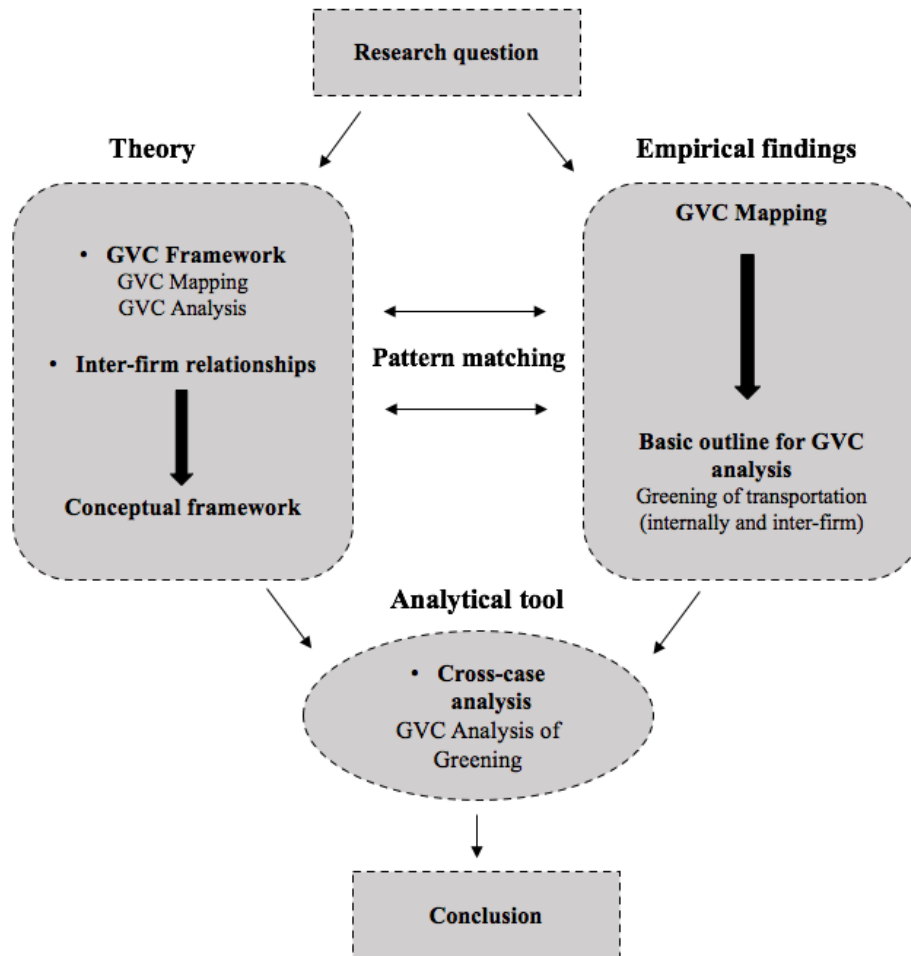 Research question
Theory
• GVC Framework
GVC Mapping
GVC Analysis
• Inter-firm relationships
Conceptual framework
Pattern matching
Empirical findings
GVC Mapping
Basic outline for GVC
analysis
Greening of transportation
(internally and inter-firm)
Analytical tool
• Cross-case
analysis
GVC Analysis of
Greening
Conclusion